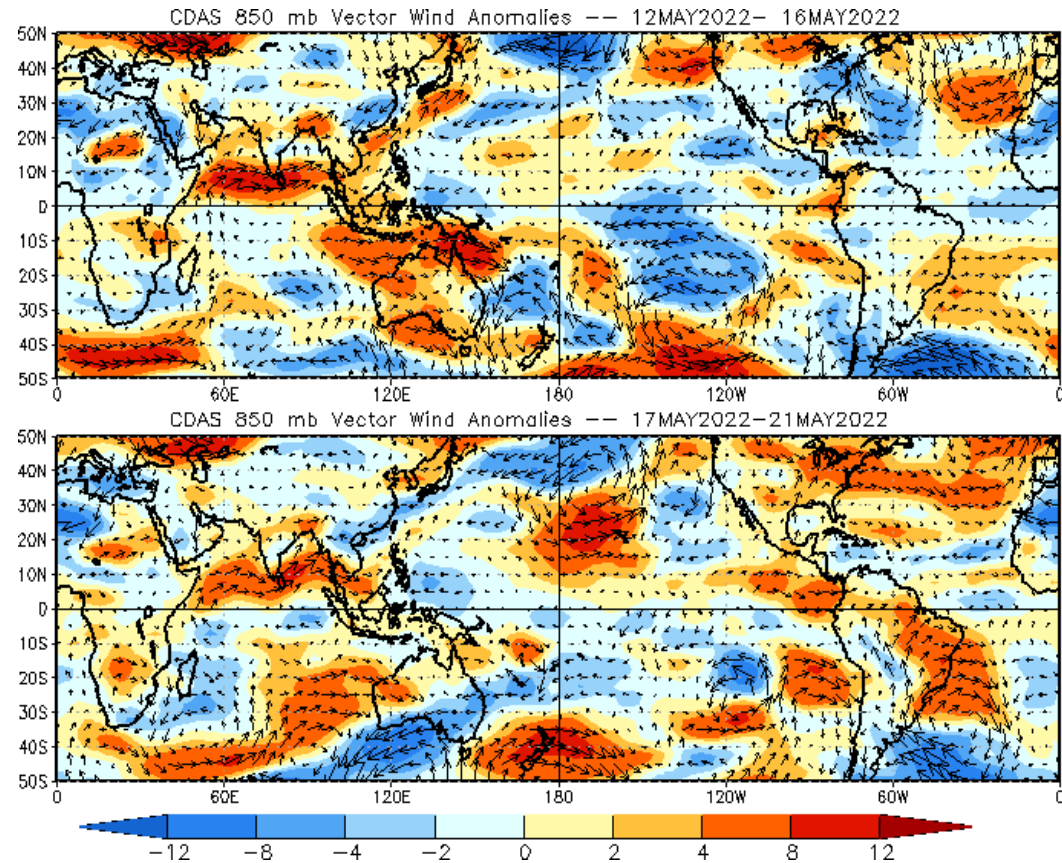 CDAS 850 mb Vector Wind Anomalies -- 12MAY2022- 16MAY2022
50N
40N
30N
20N
10N
0
10S
20S
30S
40S
50S
0 60E 120E 180 120W 60W 0
CDAS 850 mb Vector Wind Anomalies -- 17MAY2022-21MAY2022
50N
40N
30N
20N
10N
0
10S
20S
30S
40S
50S
0 60E 120E 180 120W 60W 0
-12 -8 -4 -2 0 2 4 8 12